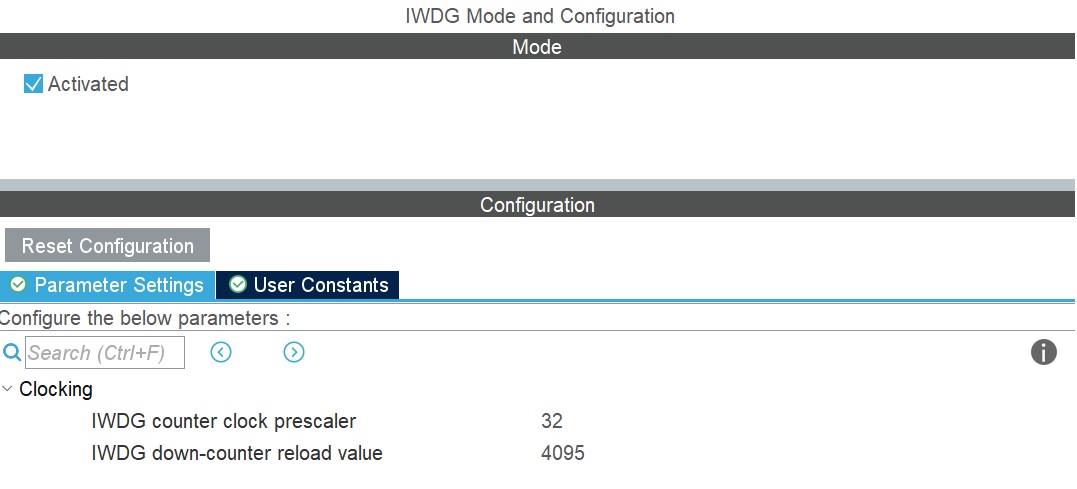 IWDG Mode and Configuration
Mode
Activated
Configuration
Reset Configuration
Parameter Settings User Constants
Configure the below parameters :
Search (Ctrl+F)
Clocking
IWDG counter clock prescaler 32
IWDG down-counter reload value 4095